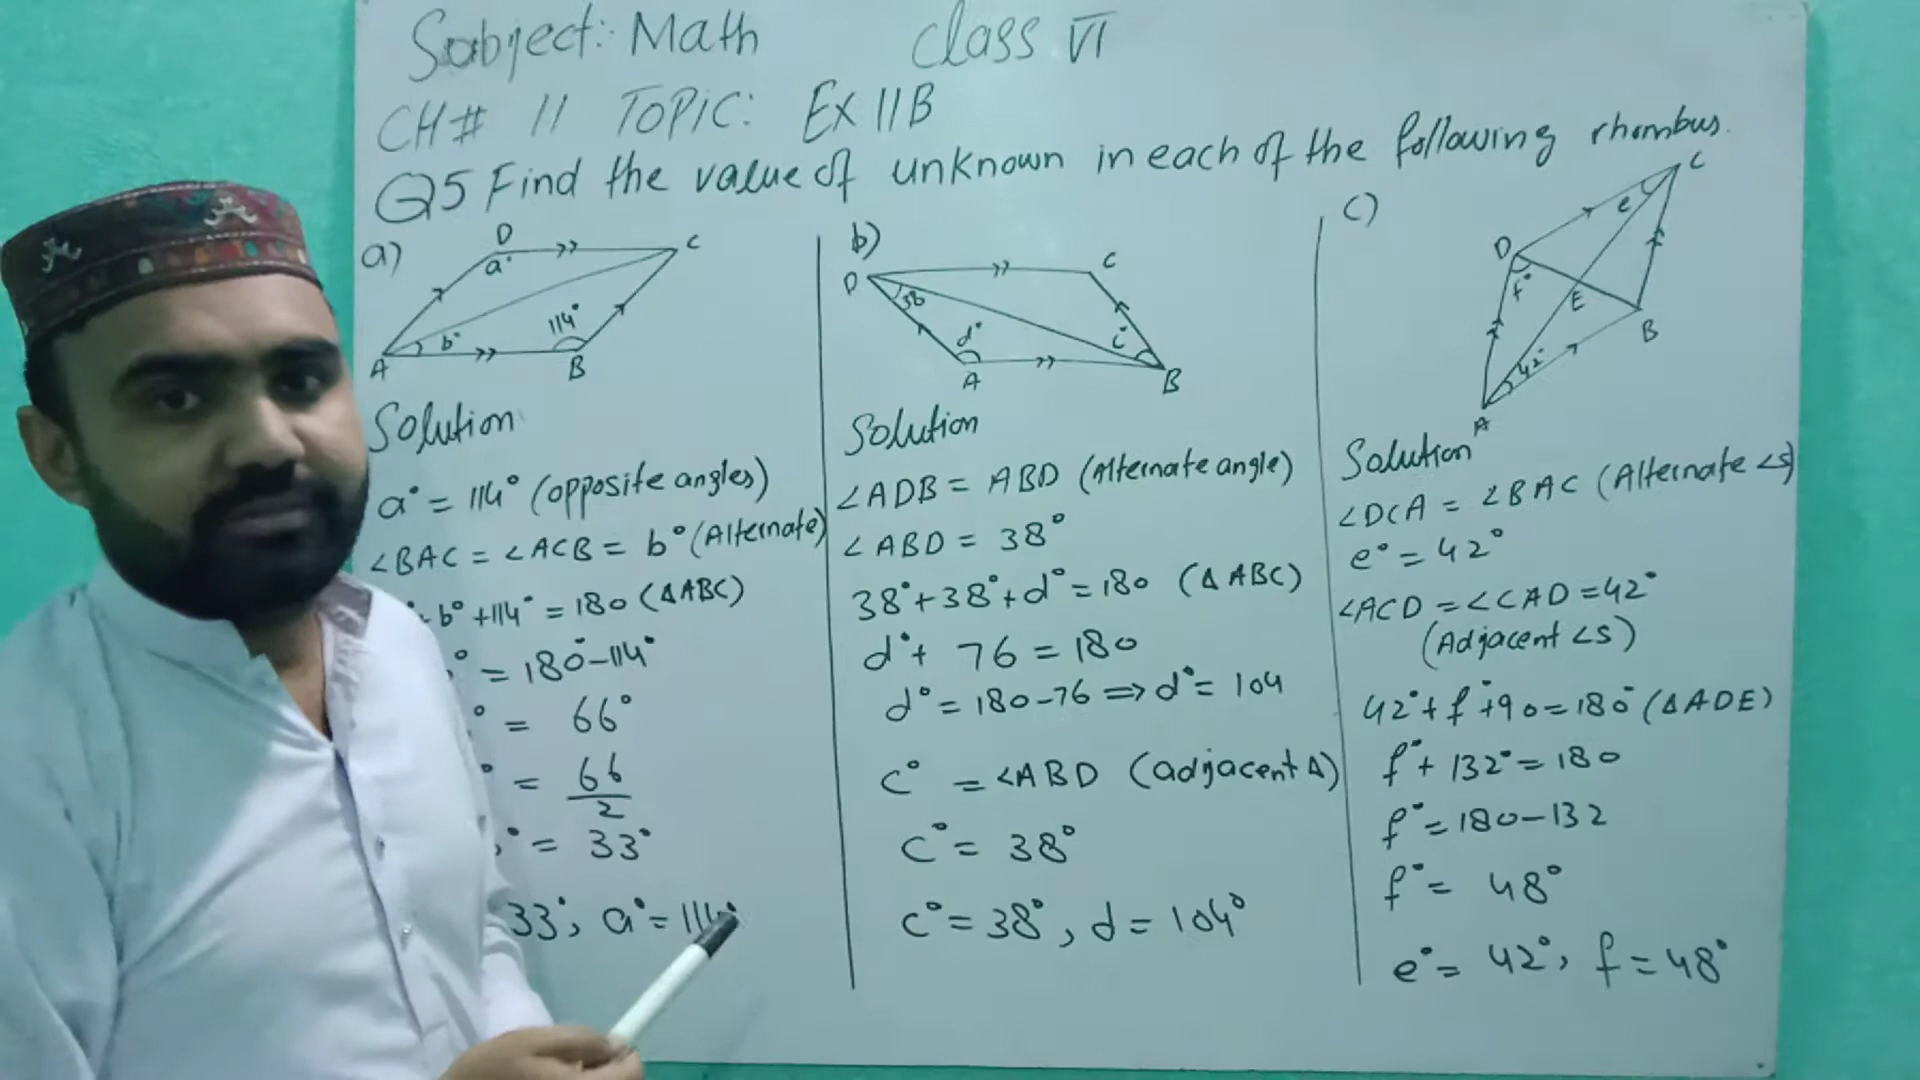 Subject: Math Class VI
CH# 11 TOPIC: EX 11B
Q5 Find the value of unknown in each of the following rhombus.
a)
D
C
a°
114°
b°
A
B
Solution
a° = 114° (opposite angles)
∠BAC = ∠ACB = b° (Alternate)
b° + 114° = 180 (ΔABC)
° = 180° - 114°
° = 66°
° = 66/2
° = 33°
33°, a° = 114°
b)
D
C
38
d°
c°
A
B
Solution
∠ADB = ABD (Alternate angle)
∠ABD = 38°
38° + 38° + d° = 180 (ΔABC)
d° + 76 = 180
d° = 180 - 76 ⇒ d° = 104
c° = ∠ABD (adjacent Δ)
c° = 38°
c° = 38°, d = 104°
c)
C
e
D
f°
E
B
42°
A
Solution
∠DCA = ∠BAC (Alternate ∠s)
e° = 42°
∠ACD = ∠CAD = 42°
(Adjacent ∠s)
42° + f° + 90 = 180° (ΔADE)
f° + 132° = 180
f° = 180 - 132
f° = 48°
e° = 42°, f = 48°